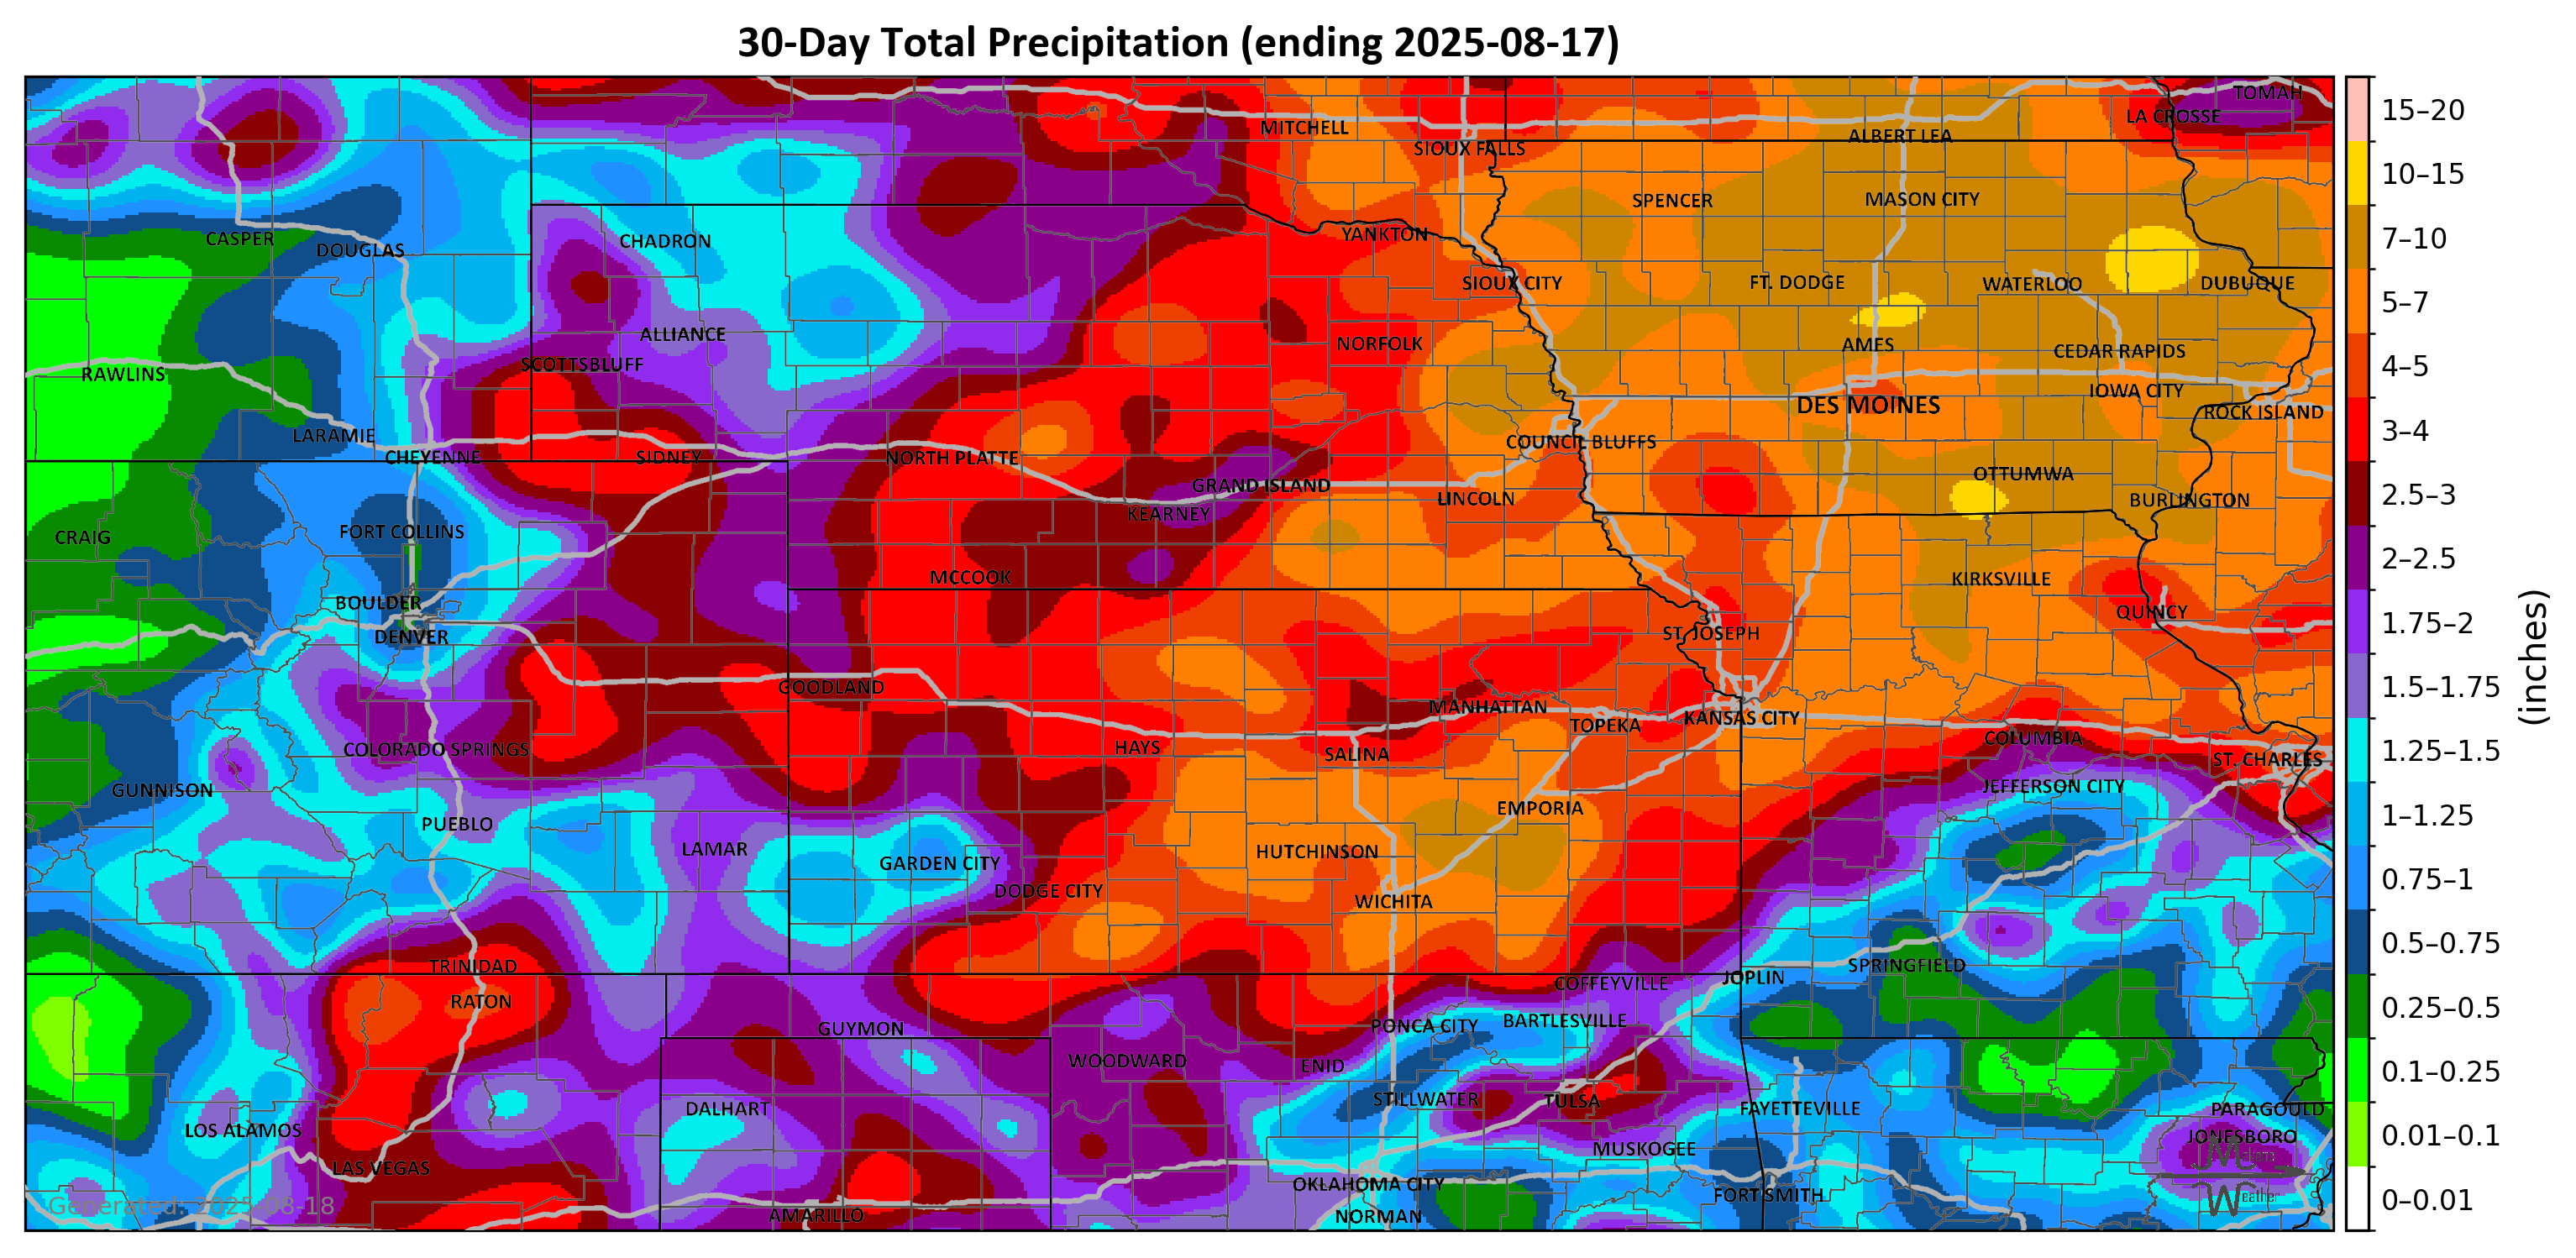 30-Day Total Precipitation (ending 2025-08-17)
TOMAH
LA CROSSE
MITCHELL
ALBERT LEA
SIOUX FALLS
SPENCER
MASON CITY
YANKTON
CASPER
DOUGLAS
CHADRON
SIOUX CITY
FT. DODGE
WATERLOO
DUBUQUE
ALLIANCE
NORFOLK
AMES
CEDAR RAPIDS
SCOTTSBLUFF
RAWLINS
IOWA CITY
DES MOINES
ROCK ISLAND
LARAMIE
COUNCIL BLUFFS
CHEYENNE
SIDNEY
NORTH PLATTE
OTTUMWA
GRAND ISLAND
LINCOLN
BURLINGTON
KEARNEY
FORT COLLINS
CRAIG
MCCOOK
KIRKSVILLE
BOULDER
QUINCY
DENVER
ST. JOSEPH
GOODLAND
MANHATTAN
KANSAS CITY
TOPEKA
COLUMBIA
COLORADO SPRINGS
HAYS
SALINA
ST. CHARLES
GUNNISON
JEFFERSON CITY
EMPORIA
PUEBLO
LAMAR
HUTCHINSON
GARDEN CITY
DODGE CITY
WICHITA
TRINIDAD
SPRINGFIELD
JOPLIN
COFFEYVILLE
RATON
BARTLESVILLE
GUYMON
PONCA CITY
WOODWARD
ENID
STILLWATER
TULSA
DALHART
FAYETTEVILLE
PARAGOULD
LOS ALAMOS
JONESBORO
MUSKOGEE
LAS VEGAS
OKLAHOMA CITY
FORT SMITH
AMARILLO
NORMAN
Generated: 2025-08-18
Weather
15–20
10–15
7–10
5–7
4–5
3–4
2.5–3
2–2.5
1.75–2
1.5–1.75
1.25–1.5
1–1.25
0.75–1
0.5–0.75
0.25–0.5
0.1–0.25
0.01–0.1
0–0.01
(inches)